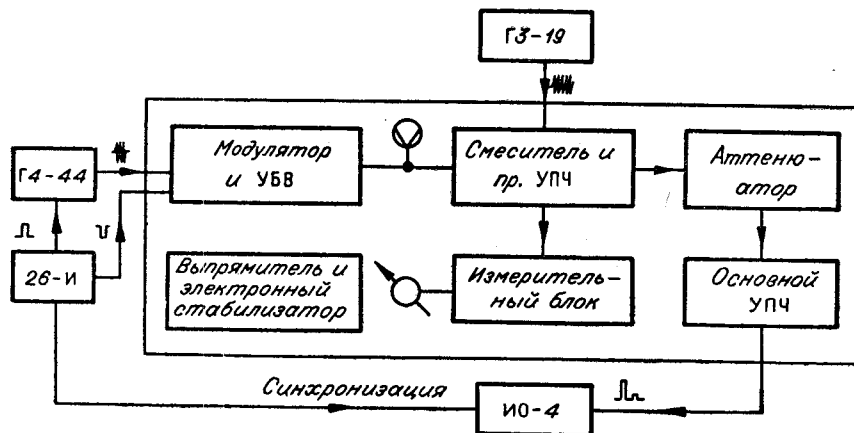 Г3-19
Модулятор
и УБВ
Смеситель и
пр. УПЧ
Аттеню-
атор
Г4-44
26-И
Выпрямитель и
электронный
стабилизатор
Измеритель-
ный блок
Основной
УПЧ
Синхронизация
ИО-4